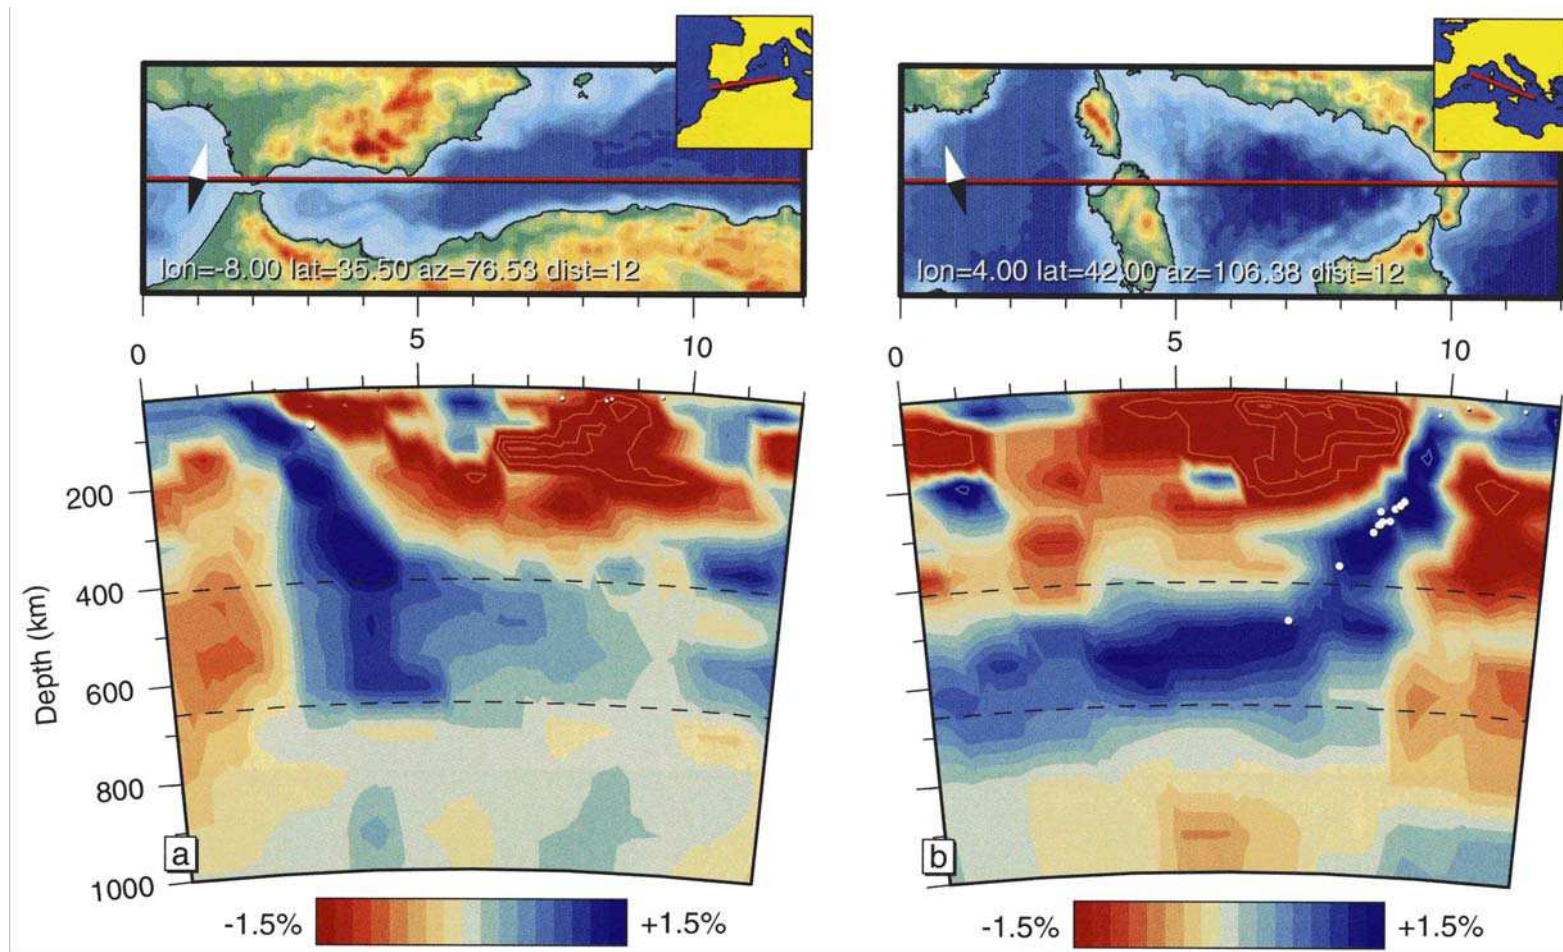 lon=-8.00 lat=35.50 az=76.53 dist=12
0 5 10
Depth (km)
200
400
600
800
1000
a
-1.5% +1.5%
lon=4.00 lat=42.00 az=106.38 dist=12
0 5 10
b
-1.5% +1.5%